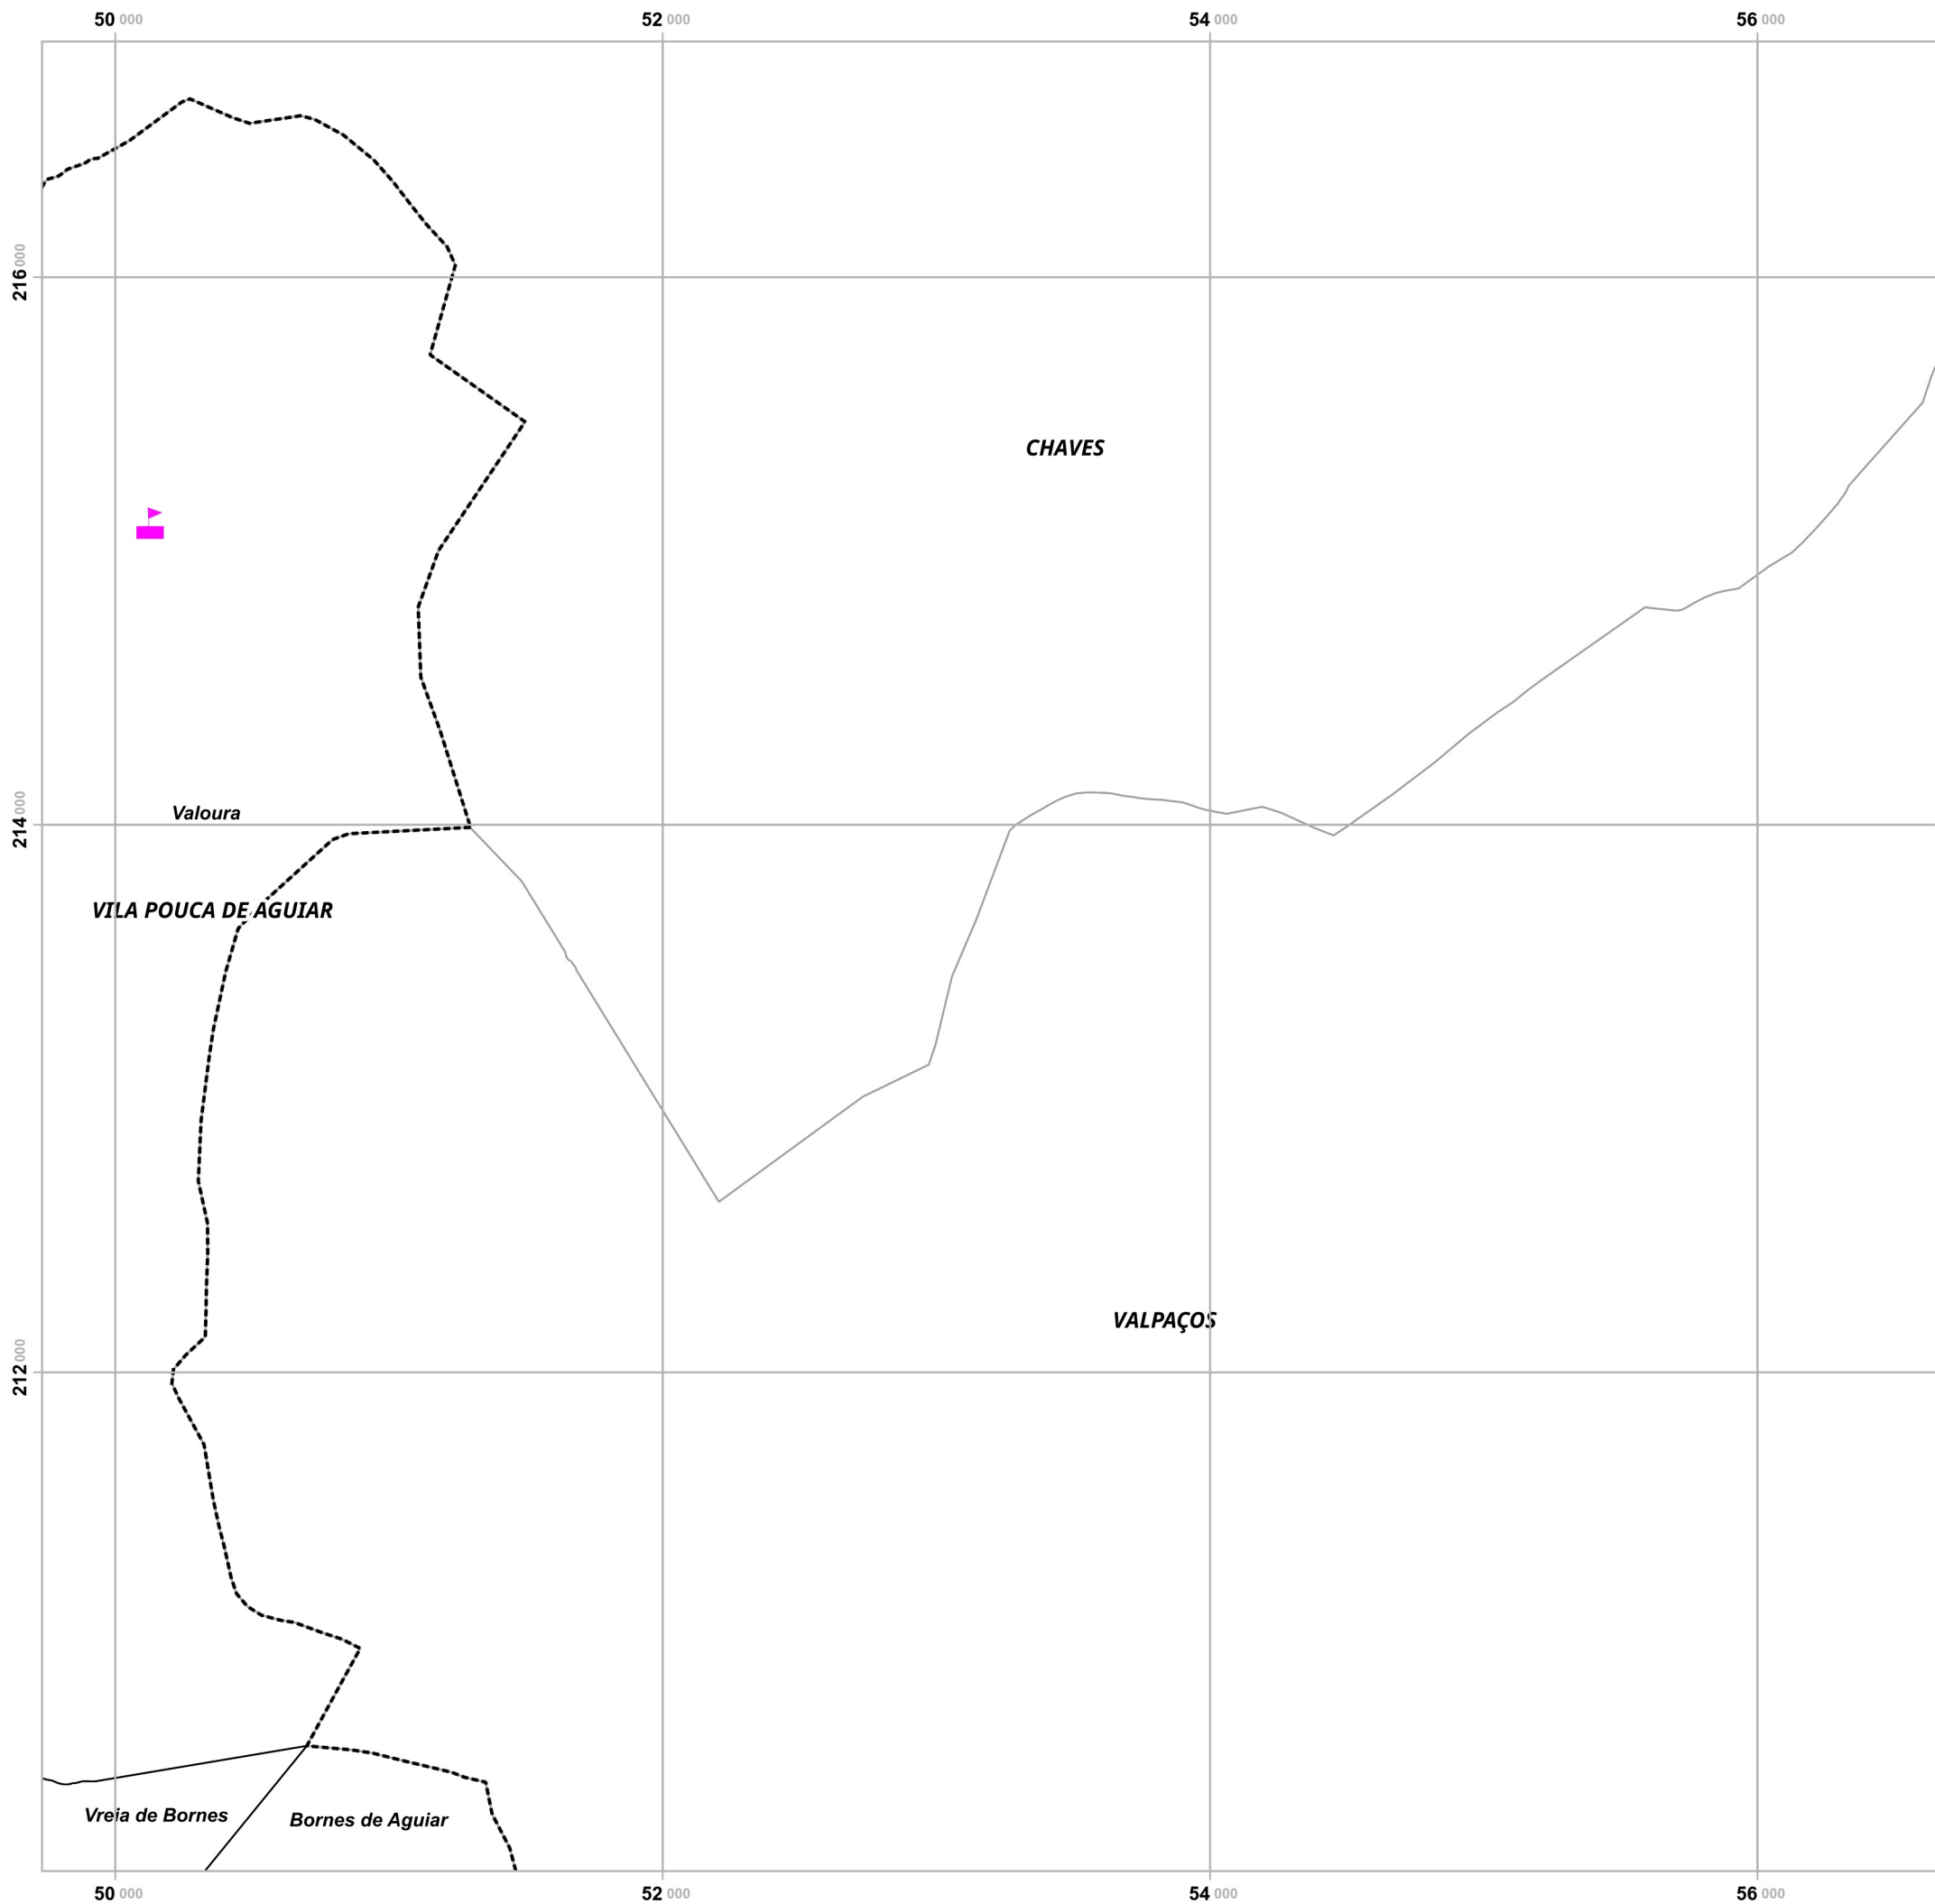 50 000 52 000 54 000 56 000
216 000
CHAVES
Valoura
214 000
VILA POUCA DE AGUIAR
VALPAÇOS
212 000
Vreia de Bornes
Bornes de Aguiar
50 000 52 000 54 000 56 000